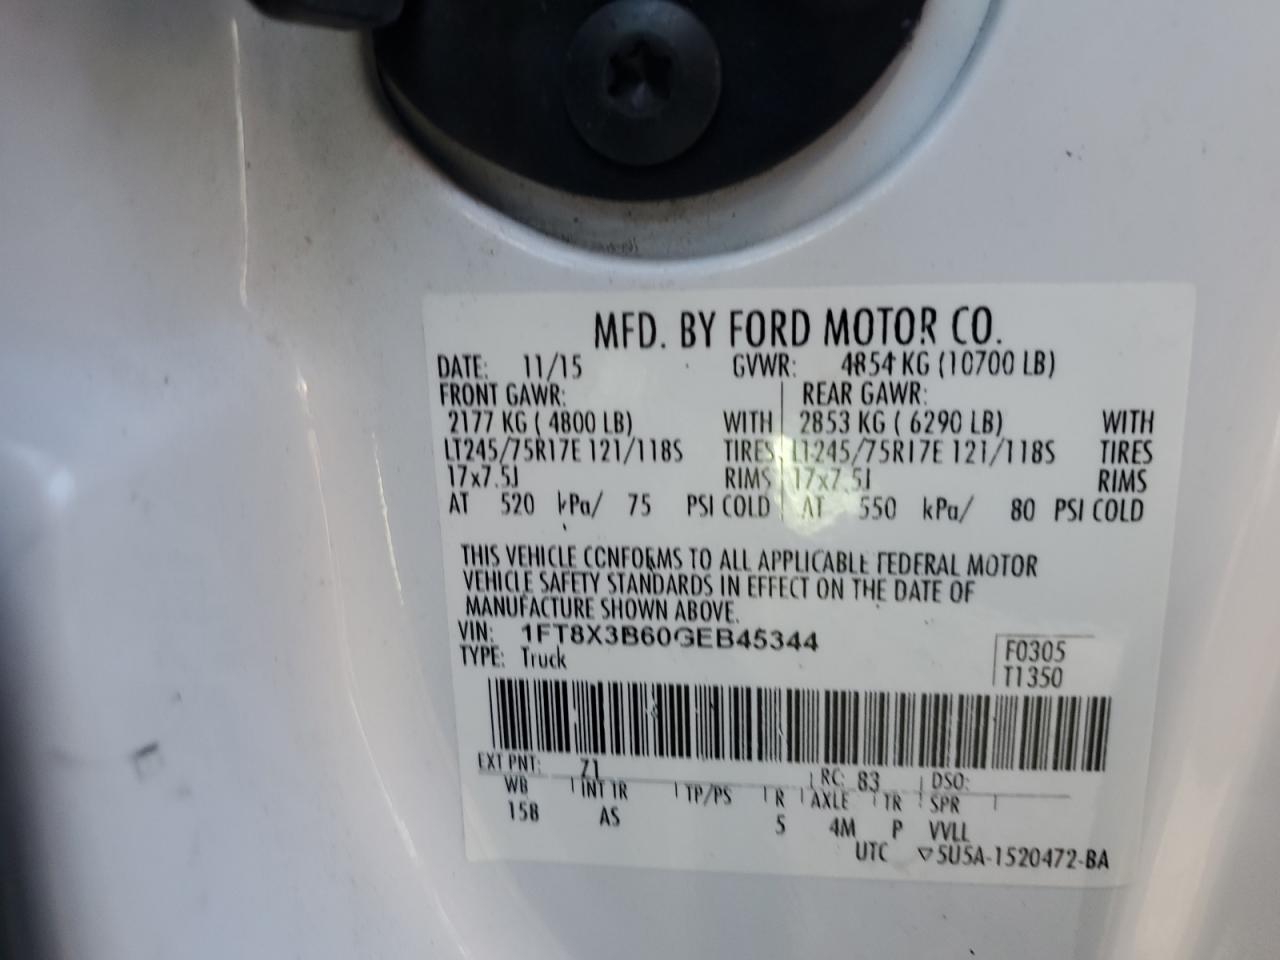 MFD. BY FORD MOTOR CO.
DATE: 11/15 GVWR: 4854 KG (10700 LB)
FRONT GAWR: REAR GAWR:
2177 KG ( 4800 LB) WITH 2853 KG ( 6290 LB) WITH
LT245/75R17E 121/118S TIRES LT245/75R17E 121/118S TIRES
17x7.5J RIMS 17x7.5J RIMS
AT 520 kPa/ 75 PSI COLD AT 550 kPa/ 80 PSI COLD
THIS VEHICLE CONFORMS TO ALL APPLICABLE FEDERAL MOTOR
VEHICLE SAFETY STANDARDS IN EFFECT ON THE DATE OF
MANUFACTURE SHOWN ABOVE.
VIN: 1FT8X3B60GEB45344
TYPE: Truck
F0305
T1350
EXT PNT: Z1 RC: 83 DSO:
WB INT TR TP/PS R AXLE TR SPR
158 AS 5 4M P VVLL
UTC ▽5U5A-1520472-BA